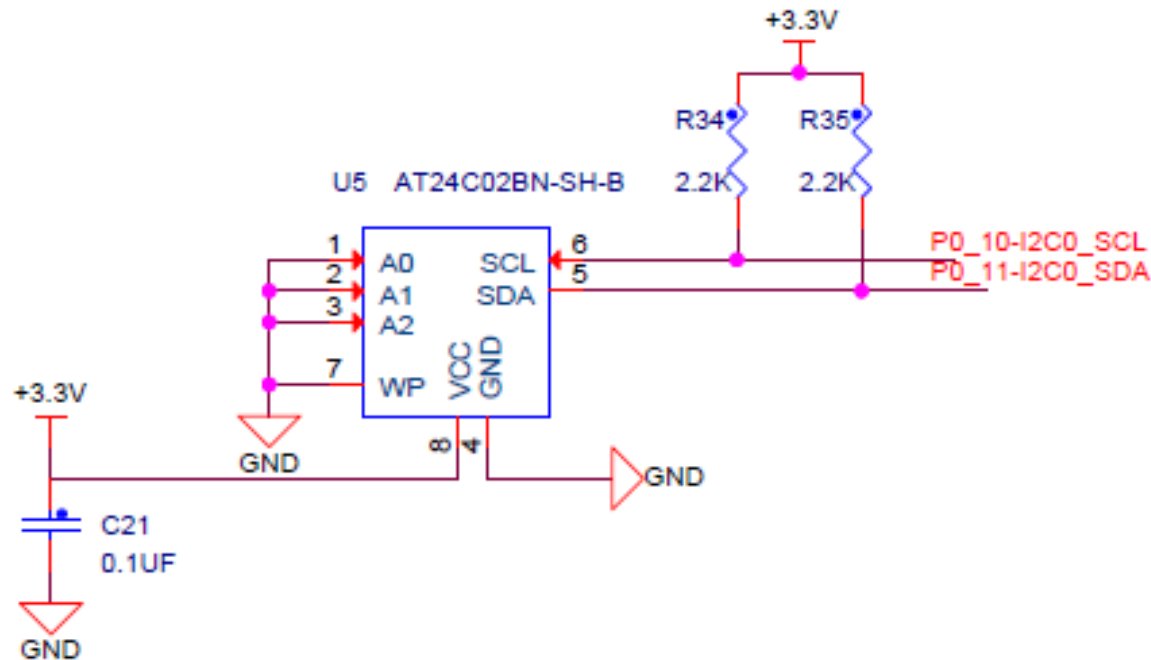 +3.3V
R34
R35
2.2K
2.2K
U5 AT24C02BN-SH-B
1
A0
SCL
6
P0_10-I2C0_SCL
2
A1
SDA
5
P0_11-I2C0_SDA
3
A2
7
WP
VCC
GND
8
4
+3.3V
GND
GND
C21
0.1UF
GND